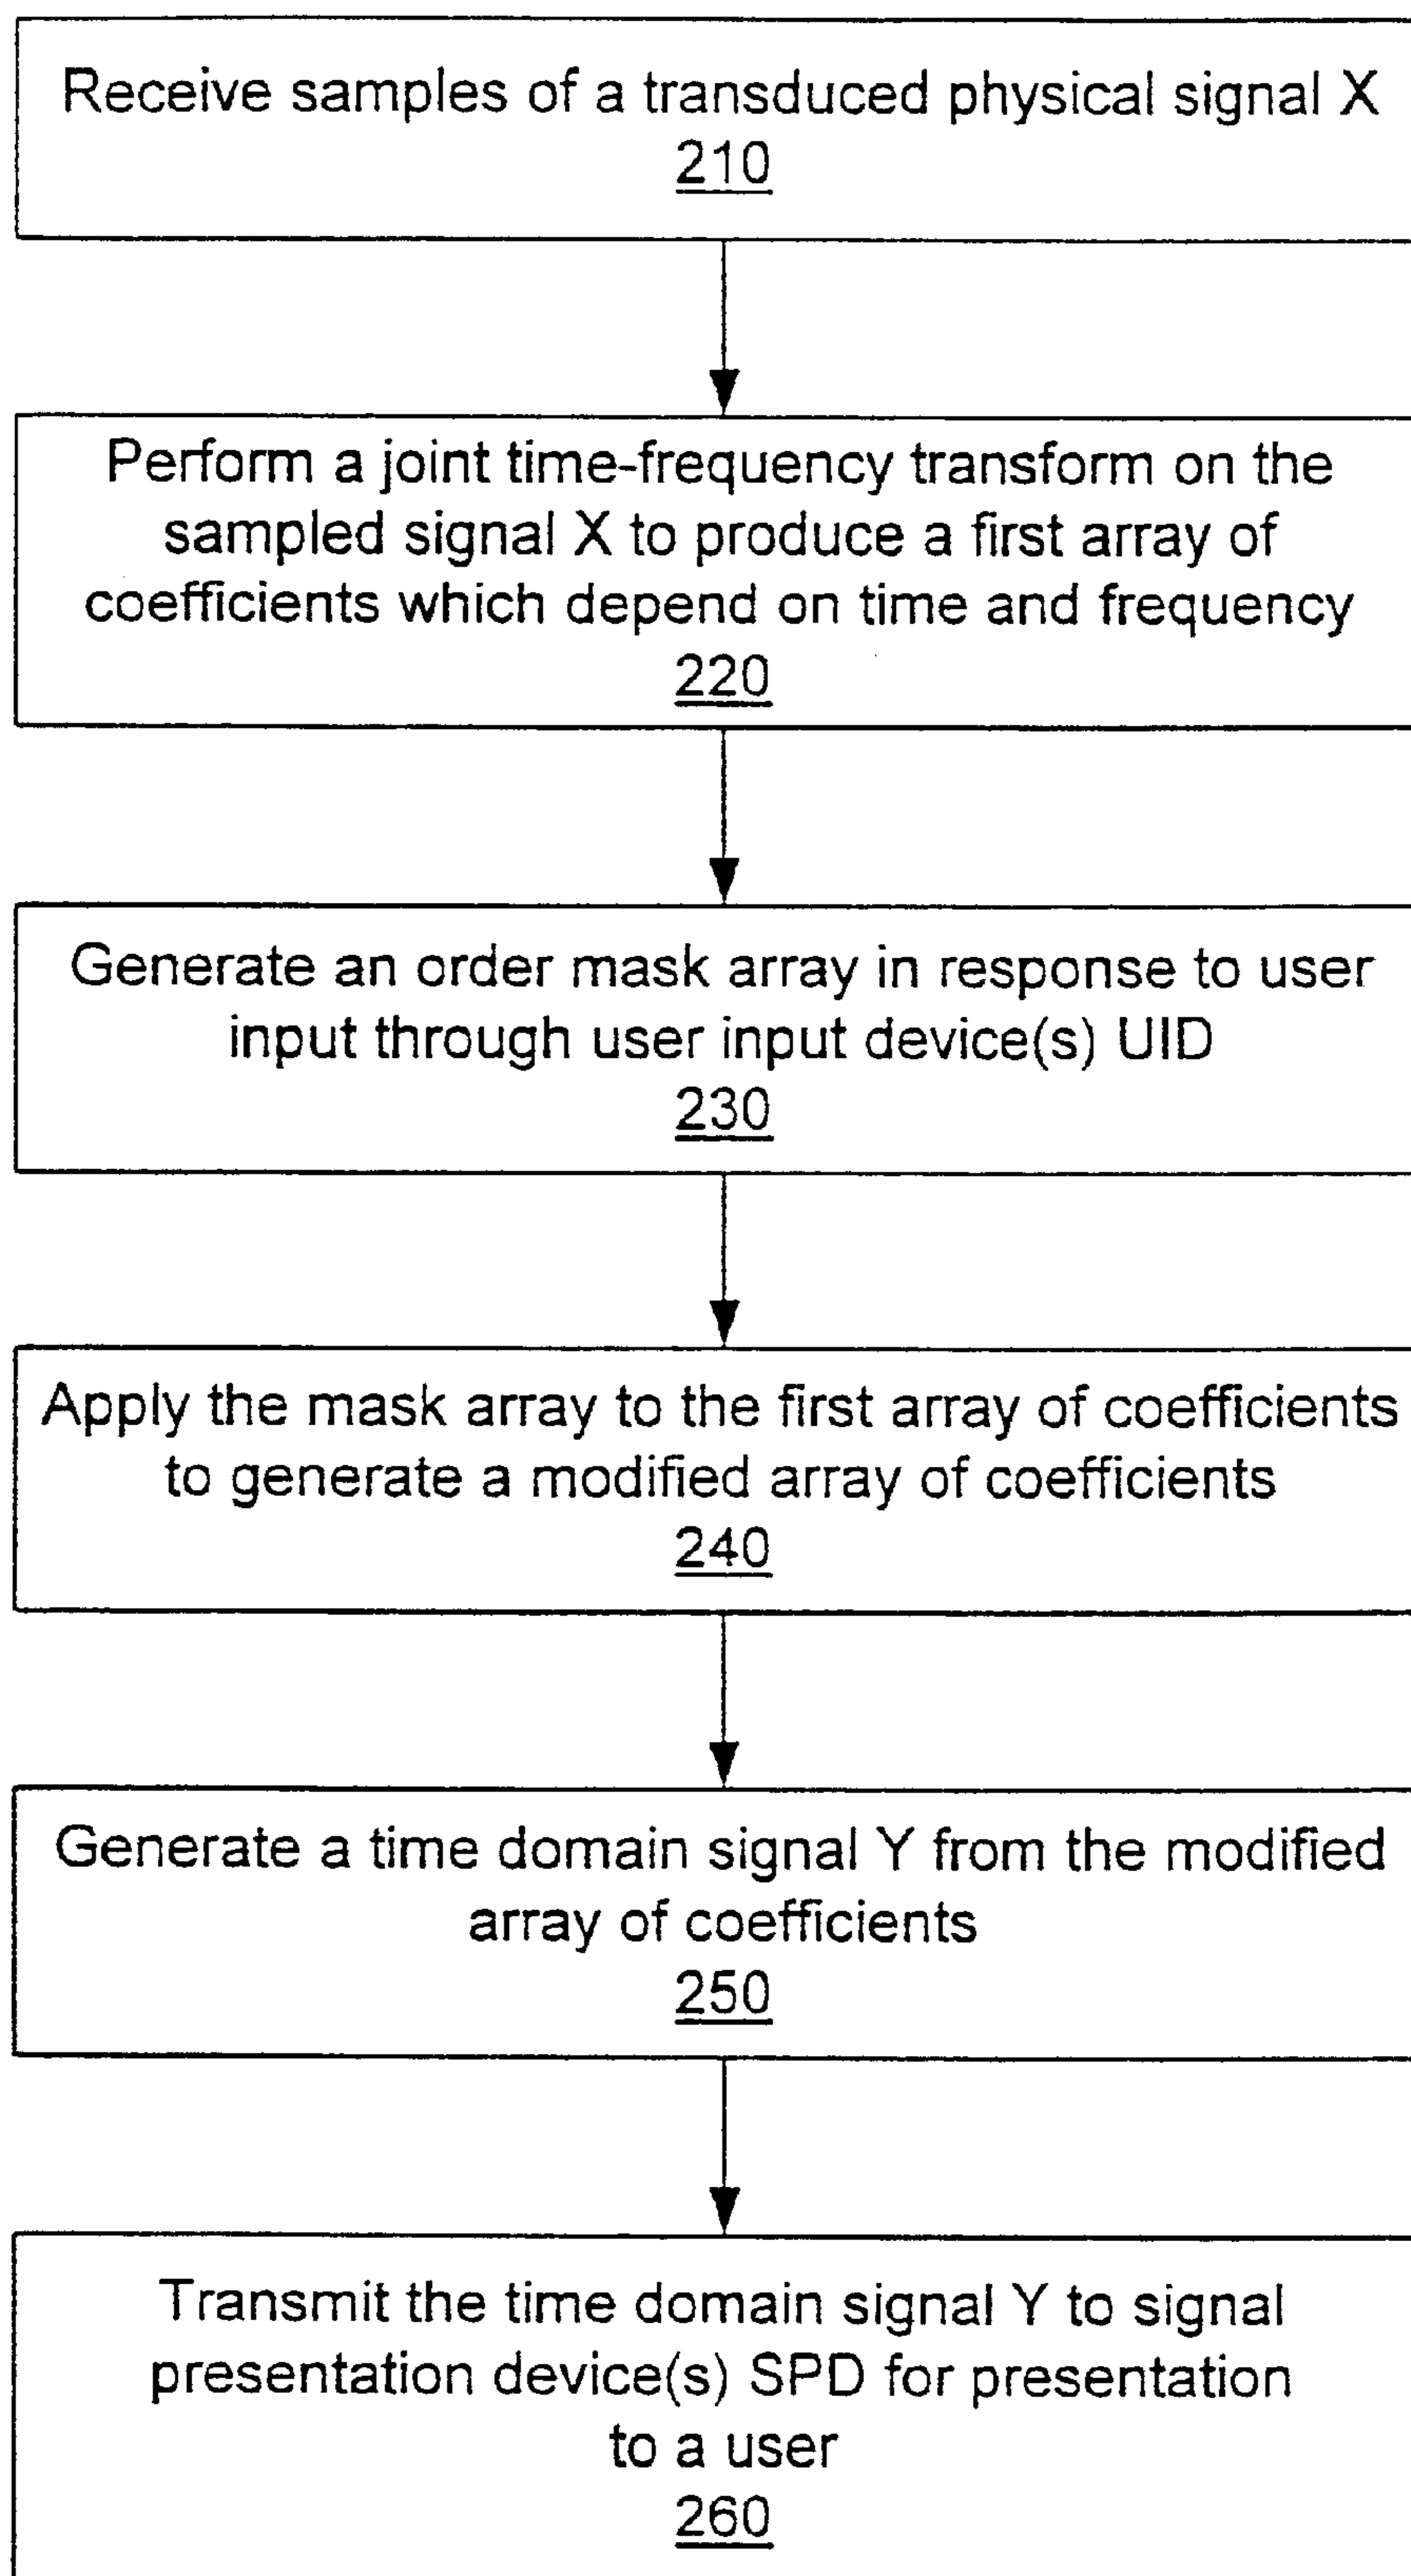 Receive samples of a transduced physical signal X
210
Perform a joint time-frequency transform on the
sampled signal X to produce a first array of
coefficients which depend on time and frequency
220
Generate an order mask array in response to user
input through user input device(s) UID
230
Apply the mask array to the first array of coefficients
to generate a modified array of coefficients
240
Generate a time domain signal Y from the modified
array of coefficients
250
Transmit the time domain signal Y to signal
presentation device(s) SPD for presentation
to a user
260